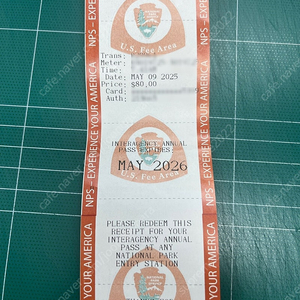 U.S. Fee Area
Trans:
Meter:
Time:
Date: MAY 09 2025
Price: $80.00
Card:
Auth:
INTERAGENCY ANNUAL
PASS EXPIRES
MAY 2026
U.S. Fee Area
PLEASE REDEEM THIS
RECEIPT FOR YOUR
INTERAGENCY ANNUAL
PASS AT ANY
NATIONAL PARK
ENTRY STATION
NPS - EXPERIENCE YOUR AMERICA
NPS - EXPERIENCE YOUR AMERICA